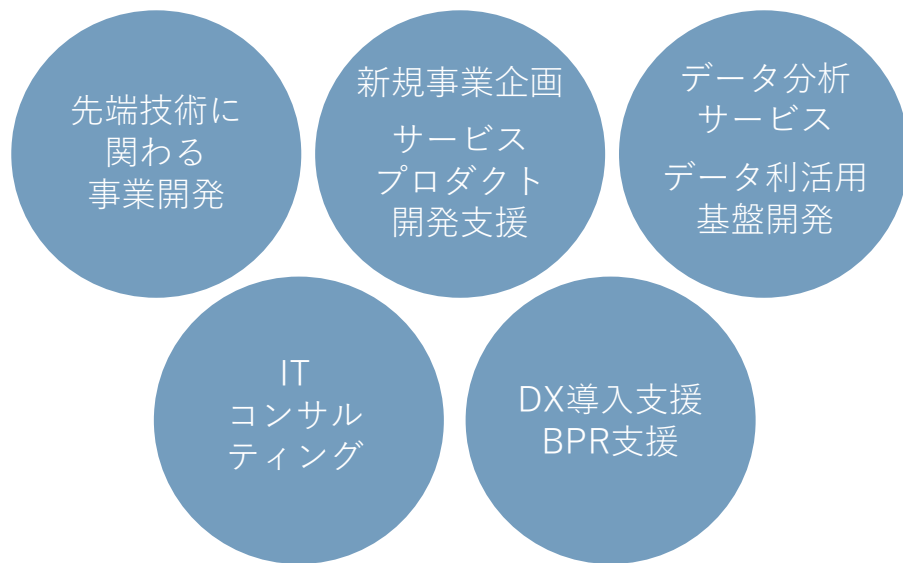 先端技術に
関わる
事業開発
新規事業企画
サービス
プロダクト
開発支援
データ分析
サービス
データ利活用
基盤開発
IT
コンサル
ティング
DX導入支援
BPR支援